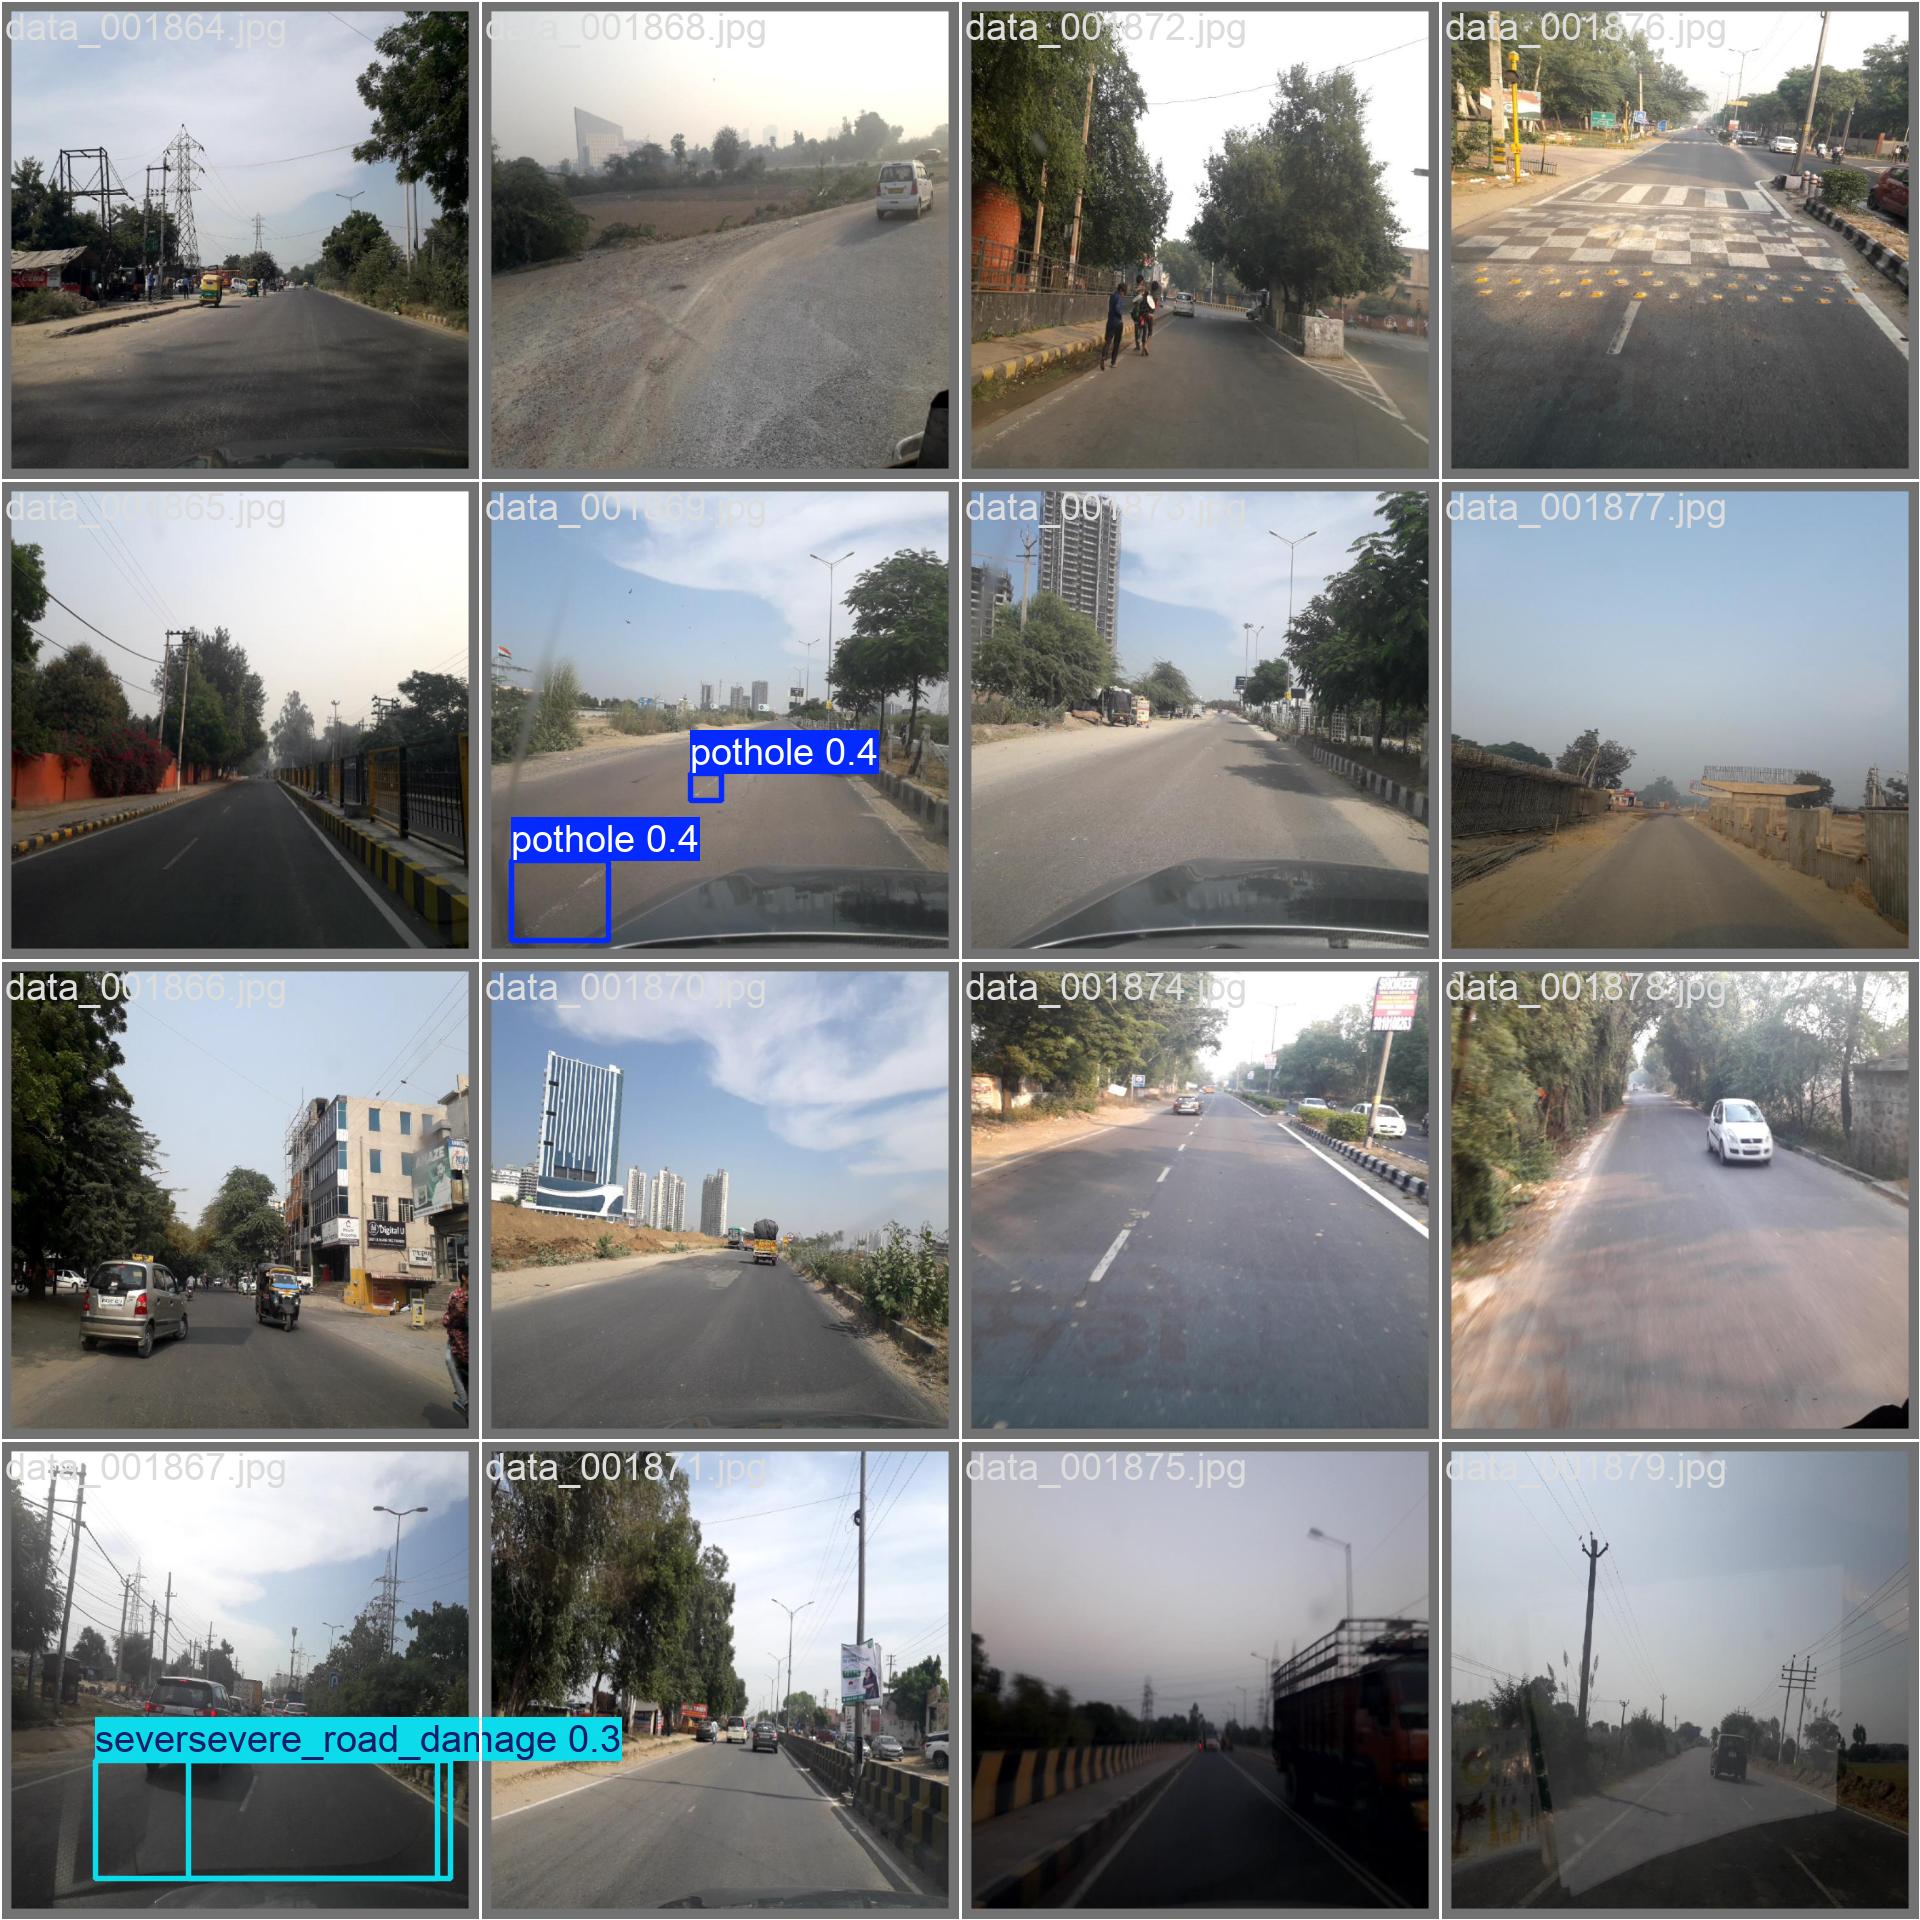 data_001864.jpg
data_001868.jpg
data_001872.jpg
data_001876.jpg
data_001865.jpg
data_001869.jpg
data_001873.jpg
data_001877.jpg
pothole 0.4
pothole 0.4
data_001866.jpg
data_001870.jpg
data_001874.jpg
data_001878.jpg
Digital U
data_001867.jpg
data_001871.jpg
data_001875.jpg
data_001879.jpg
seversevere_road_damage 0.3